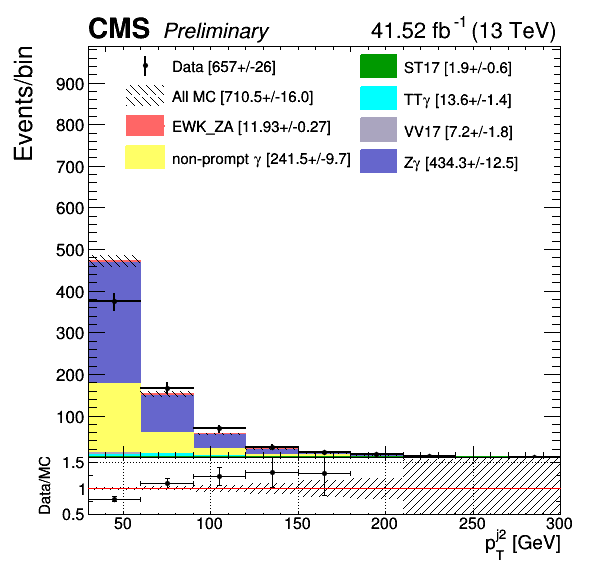 CMS Preliminary 41.52 fb⁻¹ (13 TeV)
Events/bin
Data [657+/-26]
All MC [710.5+/-16.0]
EWK_ZA [11.93+/-0.27]
non-prompt γ [241.5+/-9.7]
ST17 [1.9+/-0.6]
TTγ [13.6+/-1.4]
VV17 [7.2+/-1.8]
Zγ [434.3+/-12.5]
900
800
700
600
500
400
300
200
100
Data/MC
1.5
1
0.5
50 100 150 200 250 300
p_T^{j2} [GeV]